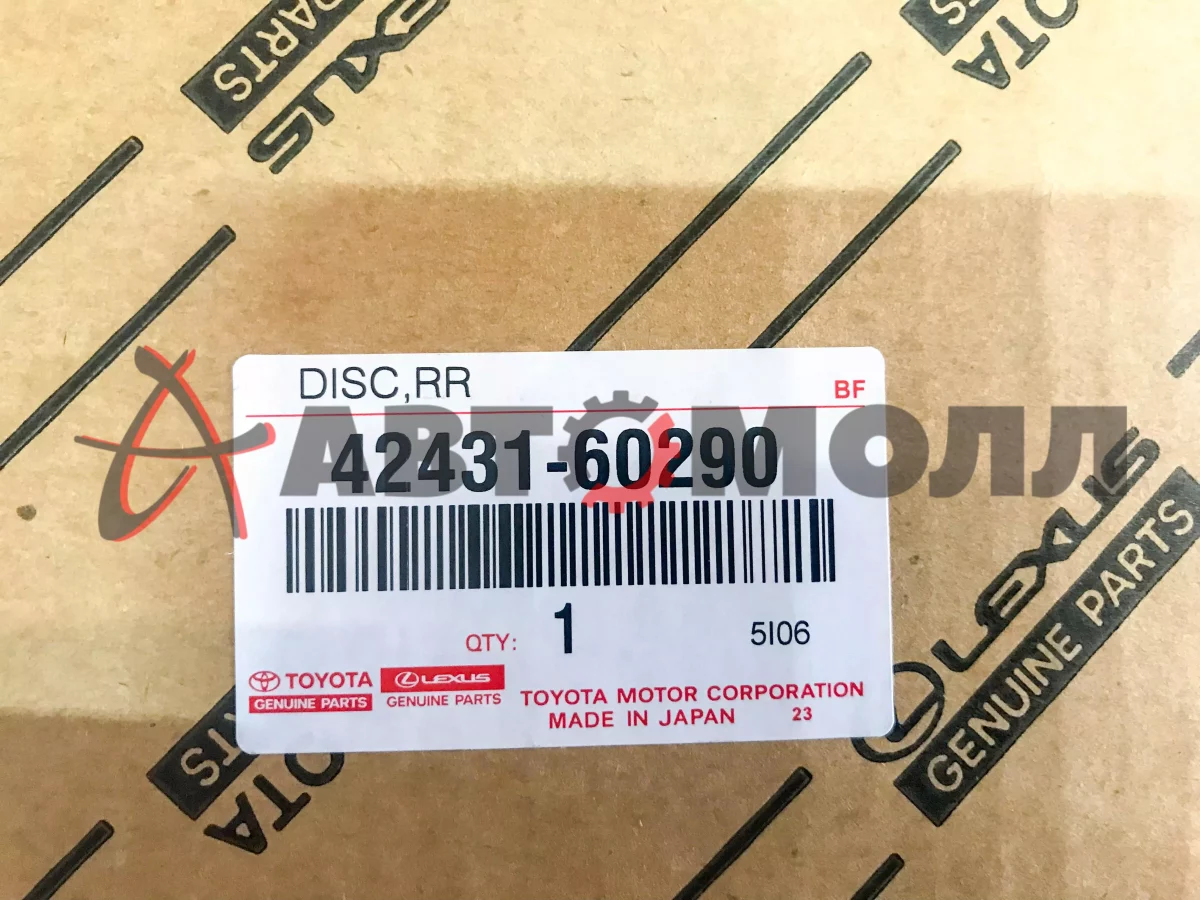 PARTS
LEXUS
PARTS
TOYOTA
DISC,RR
BF
АВТОМОЛЛ
42431-60290
QTY: 1 5I06
TOYOTA
GENUINE PARTS
LEXUS
GENUINE PARTS
TOYOTA MOTOR CORPORATION
MADE IN JAPAN 23
LEXUS
GENUINE PARTS